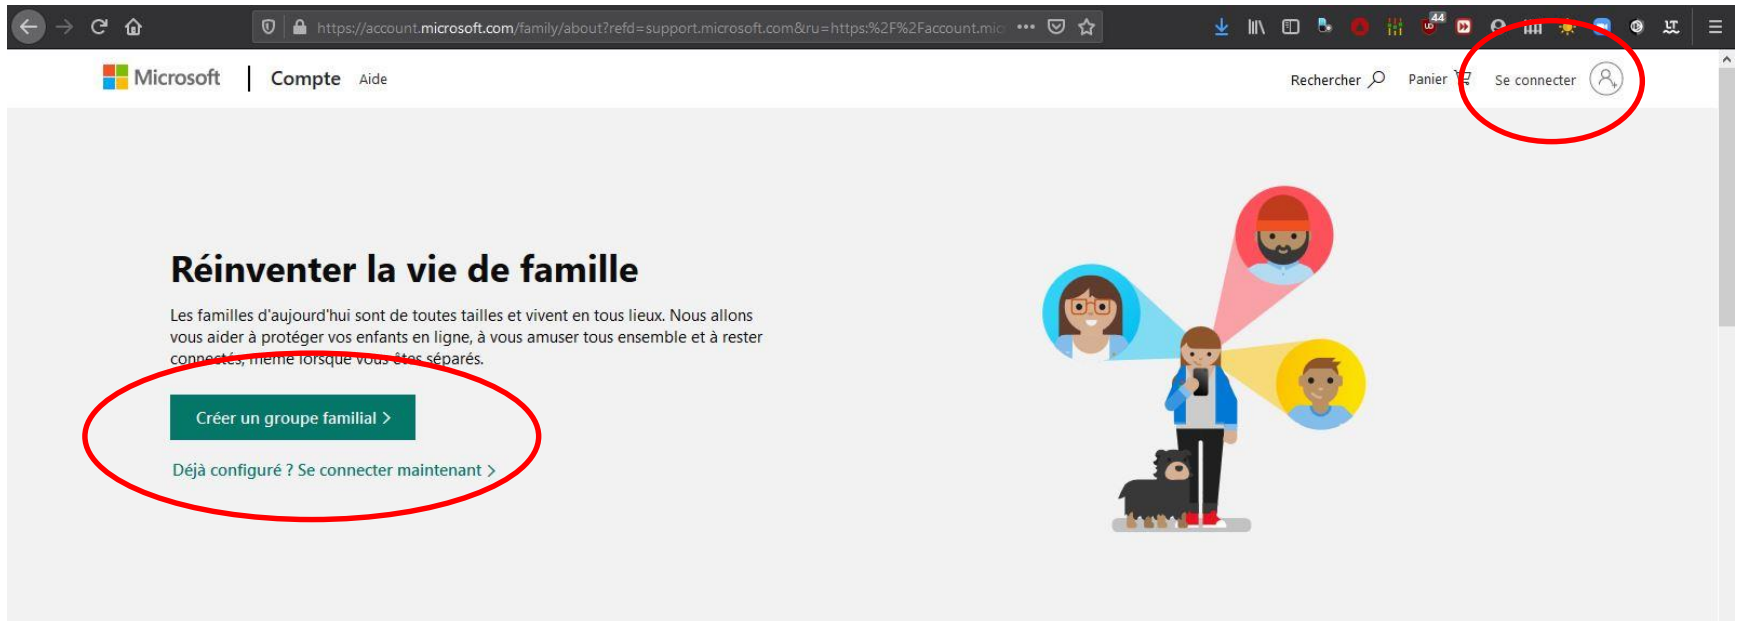 https://account.microsoft.com/family/about?refd=support.microsoft.com&ru=https:%2F%2Faccount.mic
44
Microsoft
Compte
Aide
Rechercher
Panier
Se connecter
Réinventer la vie de famille
Les familles d'aujourd'hui sont de toutes tailles et vivent en tous lieux. Nous allons
vous aider à protéger vos enfants en ligne, à vous amuser tous ensemble et à rester
connectés, même lorsque vous êtes séparés.
Créer un groupe familial >
Déjà configuré ? Se connecter maintenant >